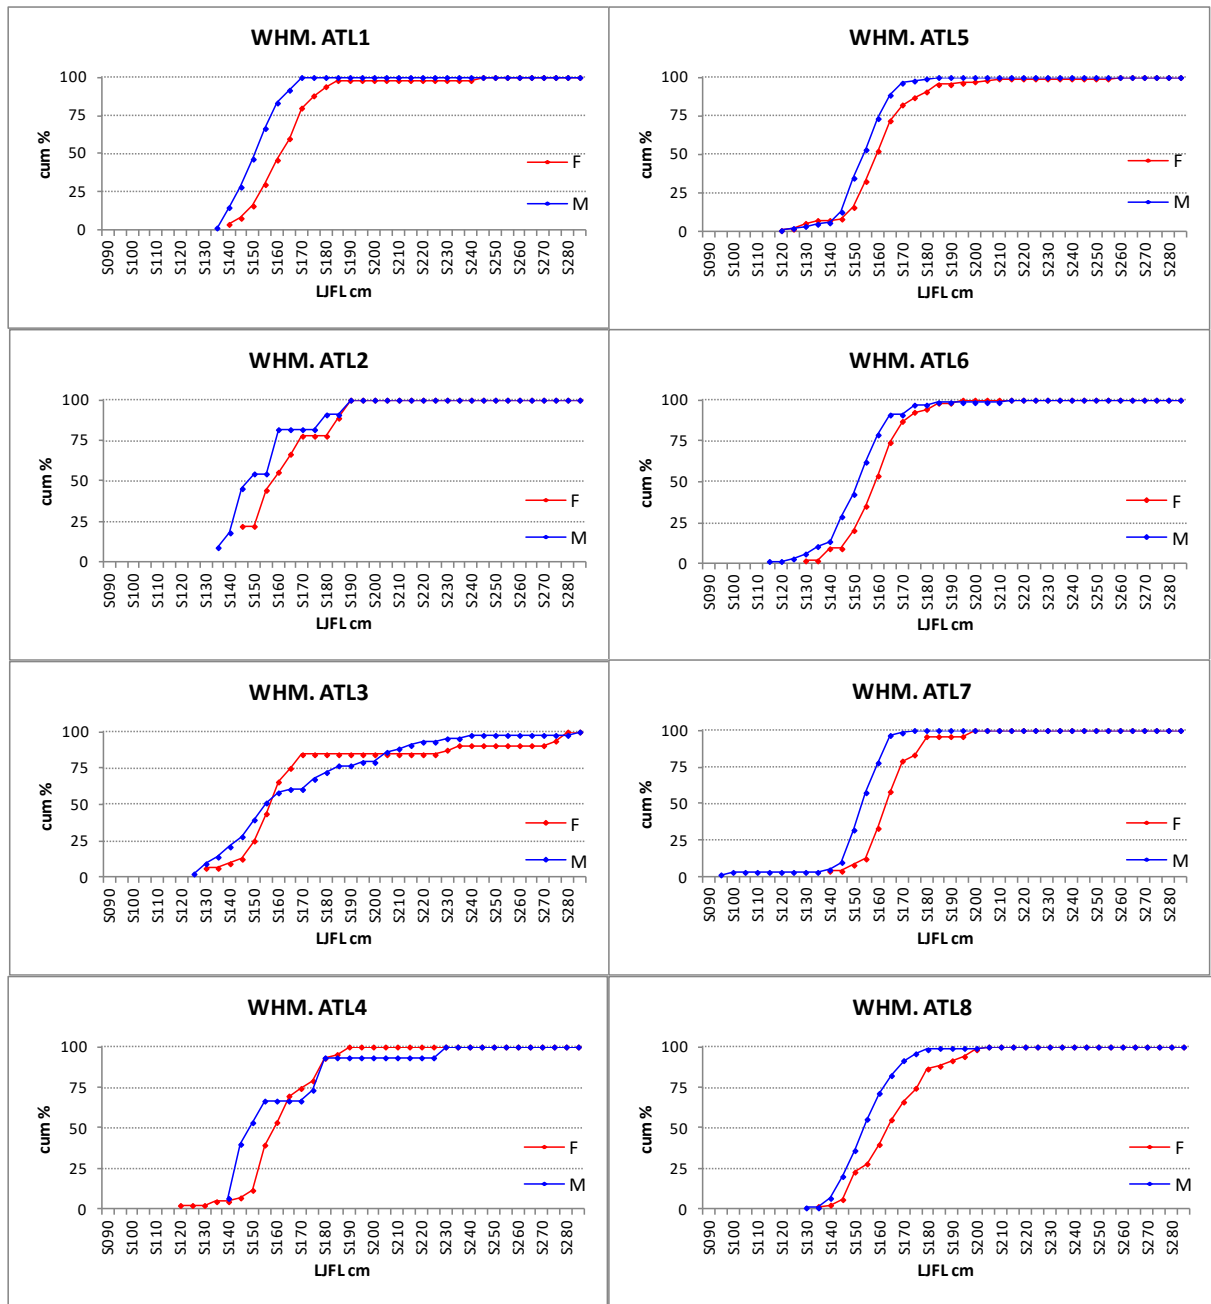 WHM. ATL1
100
75
50
25
0
cum %
F
M
S090 S100 S110 S120 S130 S140 S150 S160 S170 S180 S190 S200 S210 S220 S230 S240 S250 S260 S270 S280
LJFL cm
WHM. ATL5
100
75
50
25
0
cum %
F
M
S090 S100 S110 S120 S130 S140 S150 S160 S170 S180 S190 S200 S210 S220 S230 S240 S250 S260 S270 S280
LJFL cm
WHM. ATL2
100
75
50
25
0
cum %
F
M
S090 S100 S110 S120 S130 S140 S150 S160 S170 S180 S190 S200 S210 S220 S230 S240 S250 S260 S270 S280
LJFL cm
WHM. ATL6
100
75
50
25
0
cum %
F
M
S090 S100 S110 S120 S130 S140 S150 S160 S170 S180 S190 S200 S210 S220 S230 S240 S250 S260 S270 S280
LJFL cm
WHM. ATL3
100
75
50
25
0
cum %
F
M
S090 S100 S110 S120 S130 S140 S150 S160 S170 S180 S190 S200 S210 S220 S230 S240 S250 S260 S270 S280
LJFL cm
WHM. ATL7
100
75
50
25
0
cum %
F
M
S090 S100 S110 S120 S130 S140 S150 S160 S170 S180 S190 S200 S210 S220 S230 S240 S250 S260 S270 S280
LJFL cm
WHM. ATL4
100
75
50
25
0
cum %
F
M
S090 S100 S110 S120 S130 S140 S150 S160 S170 S180 S190 S200 S210 S220 S230 S240 S250 S260 S270 S280
LJFL cm
WHM. ATL8
100
75
50
25
0
cum %
F
M
S090 S100 S110 S120 S130 S140 S150 S160 S170 S180 S190 S200 S210 S220 S230 S240 S250 S260 S270 S280
LJFL cm